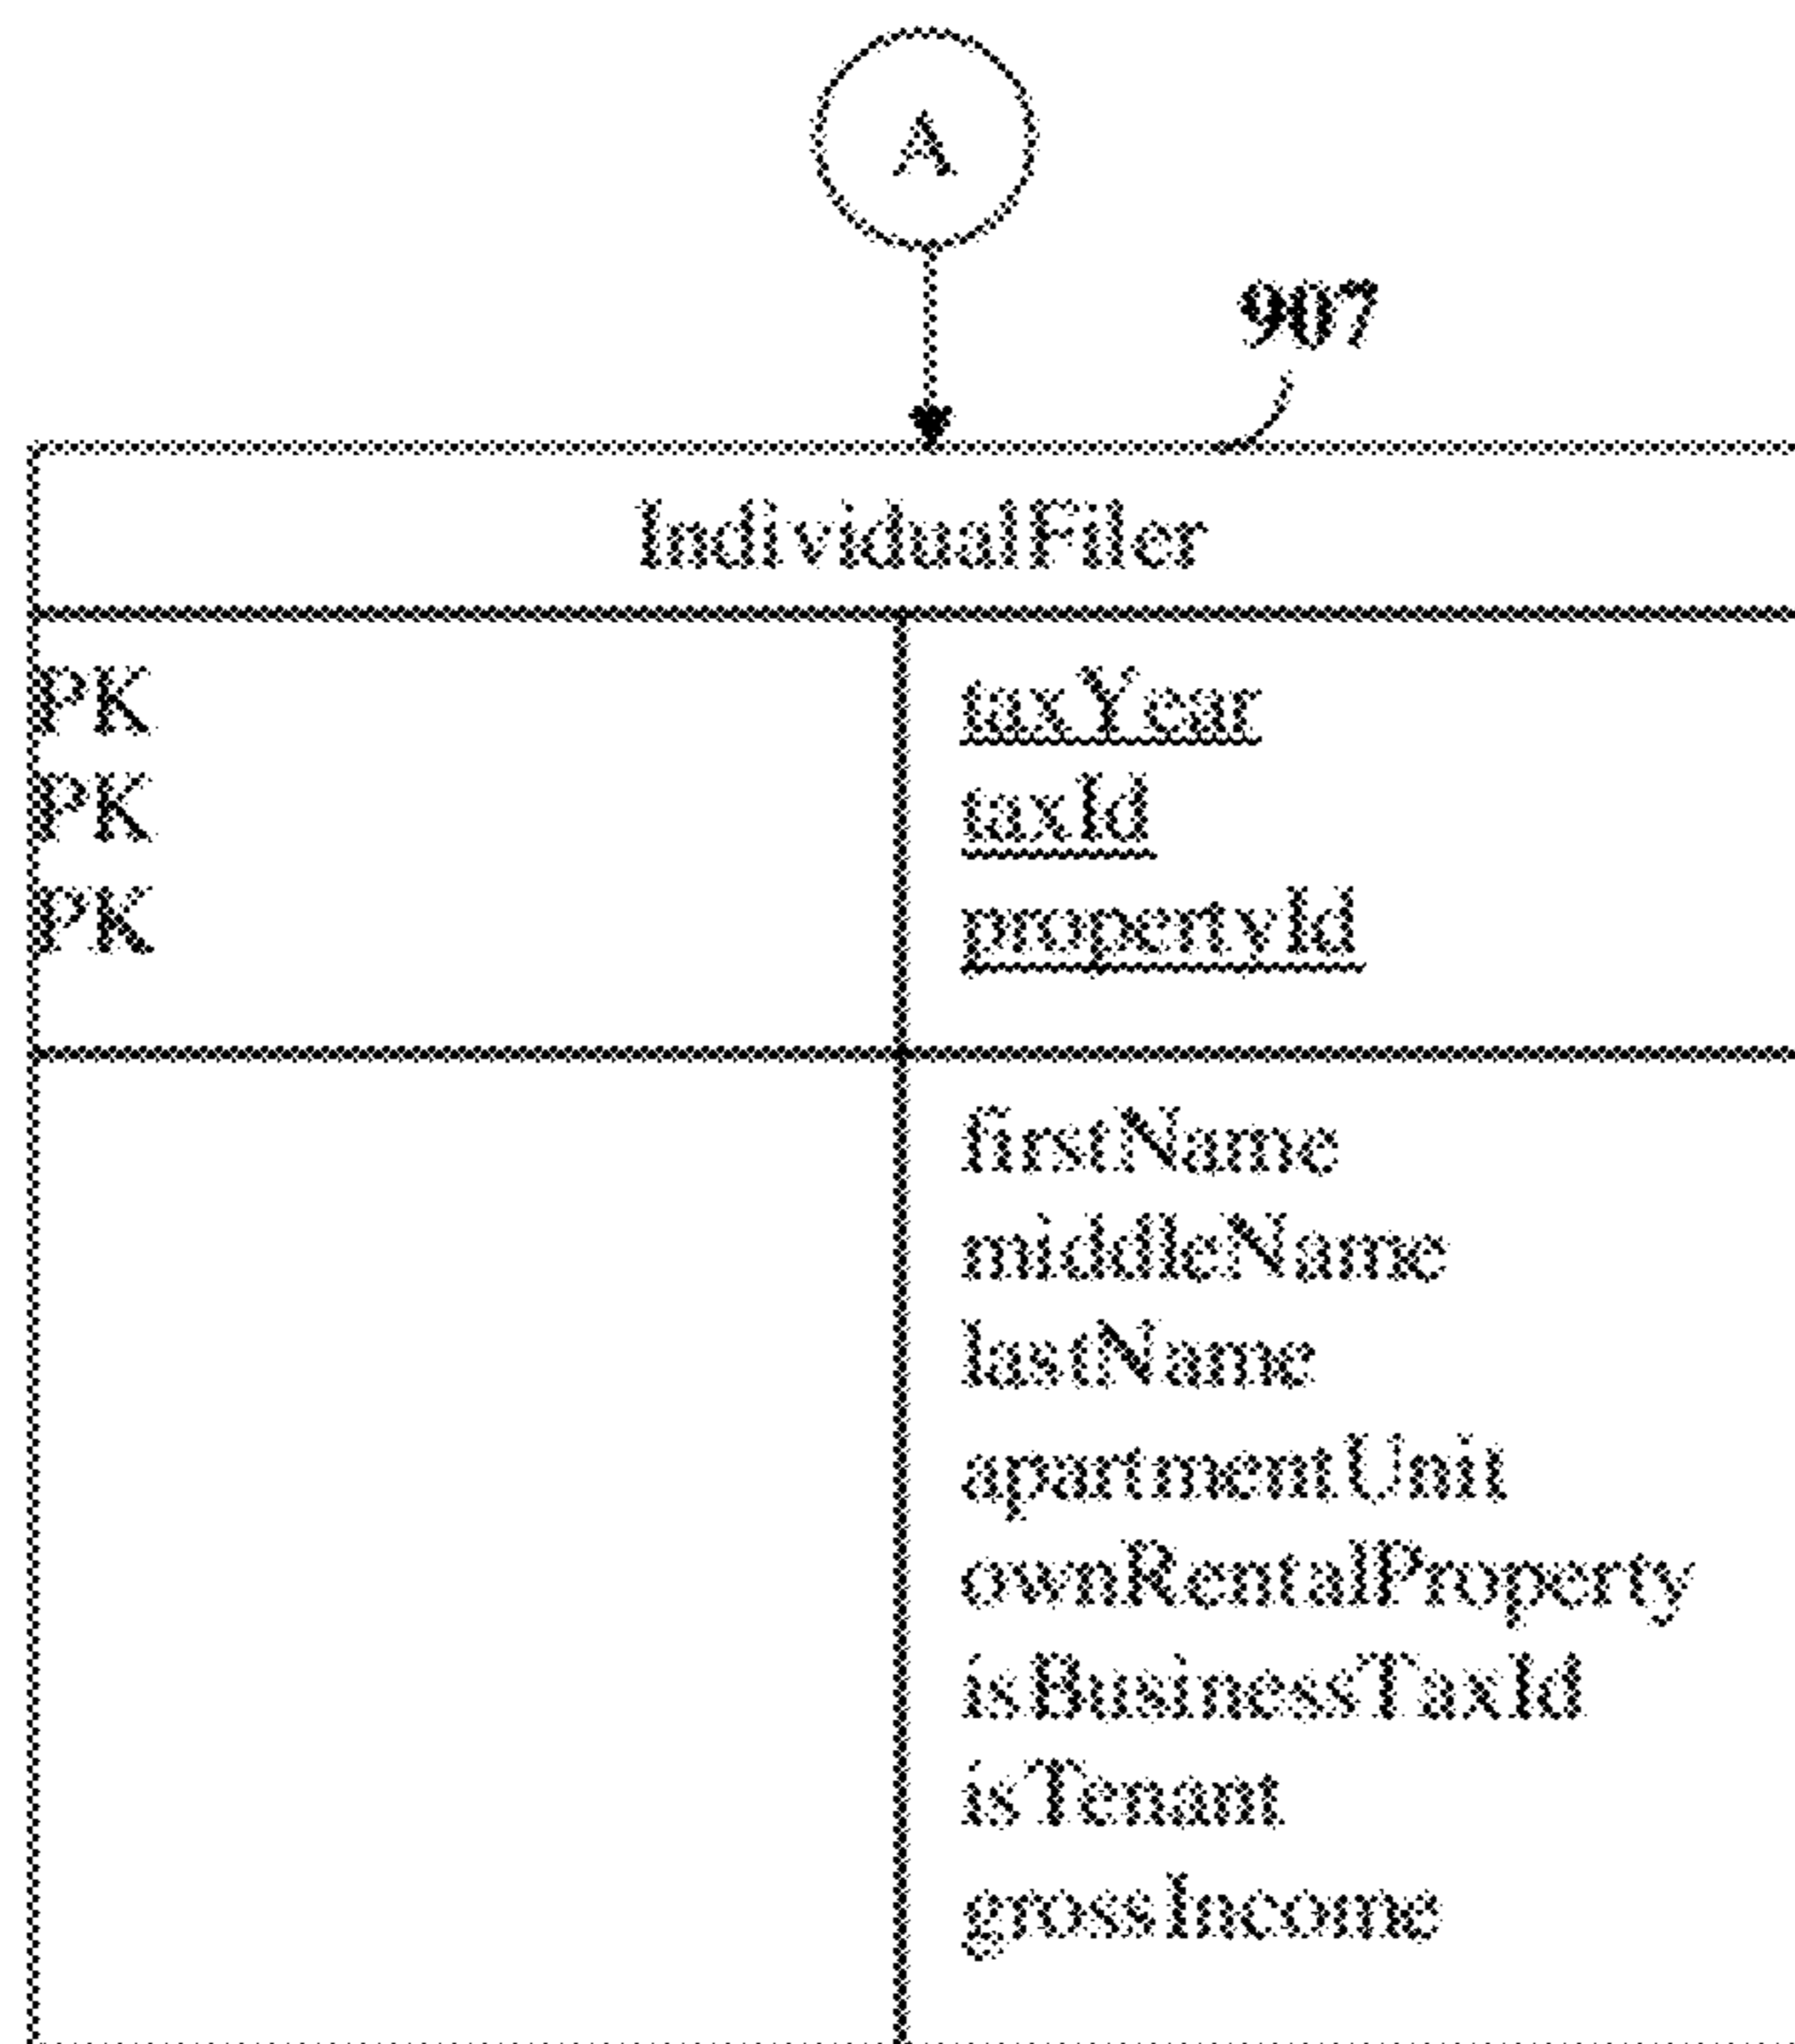 A
907
IndividualFiler
PK taxYear
PK taxId
PK propertyId
firstName
middleName
lastName
apartmentUnit
ownRentalProperty
isBusinessTaxId
isTenant
grossIncome